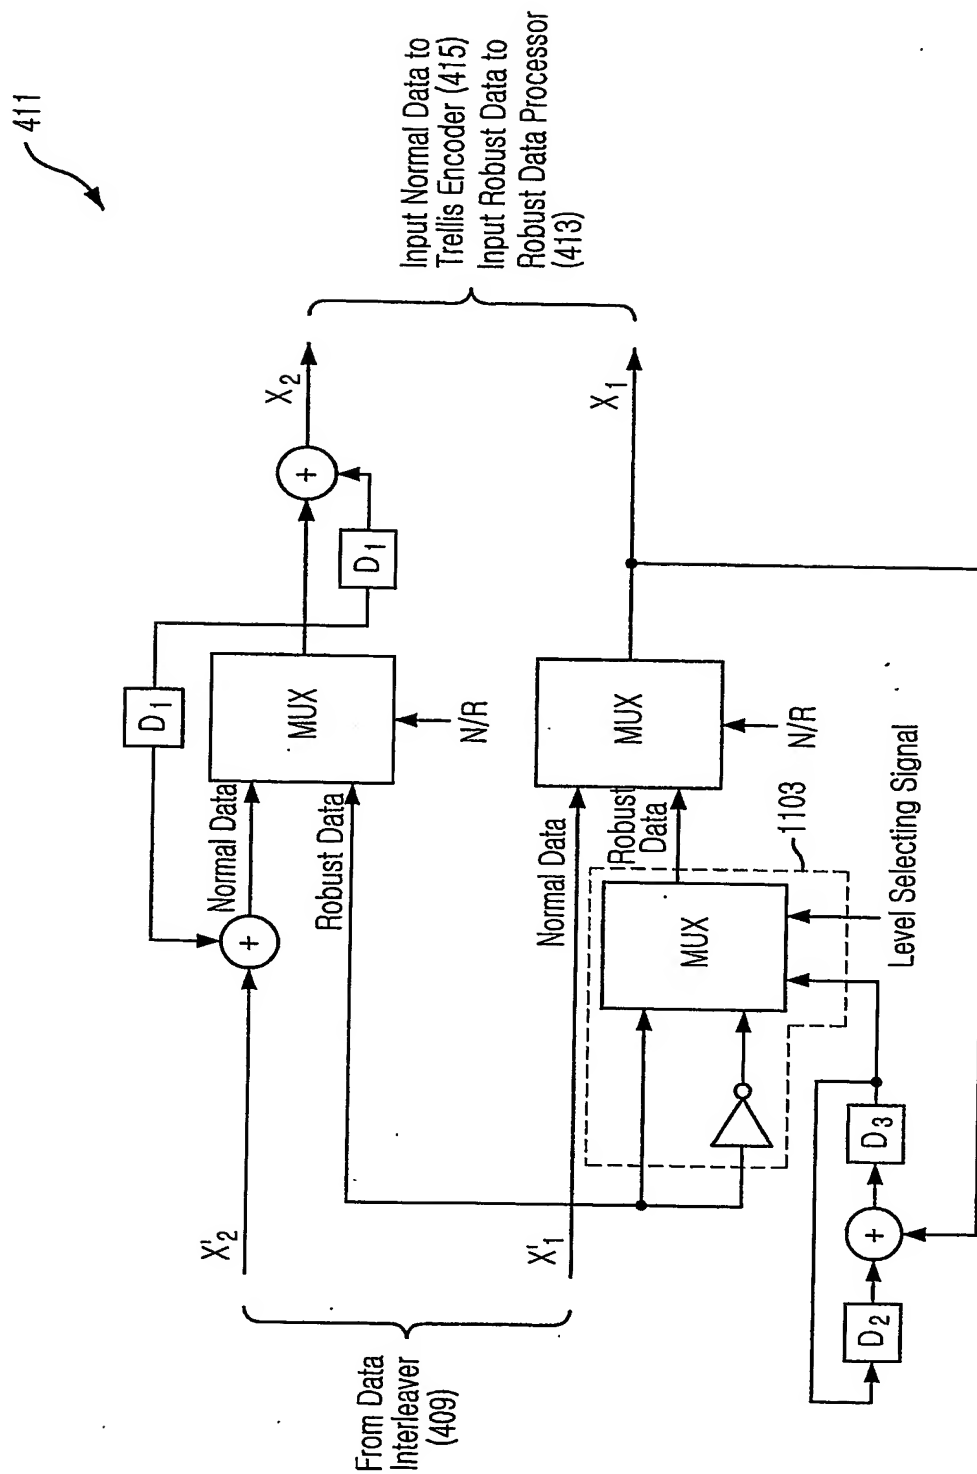 411
From Data
Interleaver
(409)
X'2
X'1
D1
+
Normal Data
Robust Data
MUX
N/R
D1
+
X2
Normal Data
Robust
Data
MUX
N/R
X1
MUX
1103
Level Selecting Signal
D2
+
D3
Input Normal Data to
Trellis Encoder (415)
Input Robust Data to
Robust Data Processor
(413)